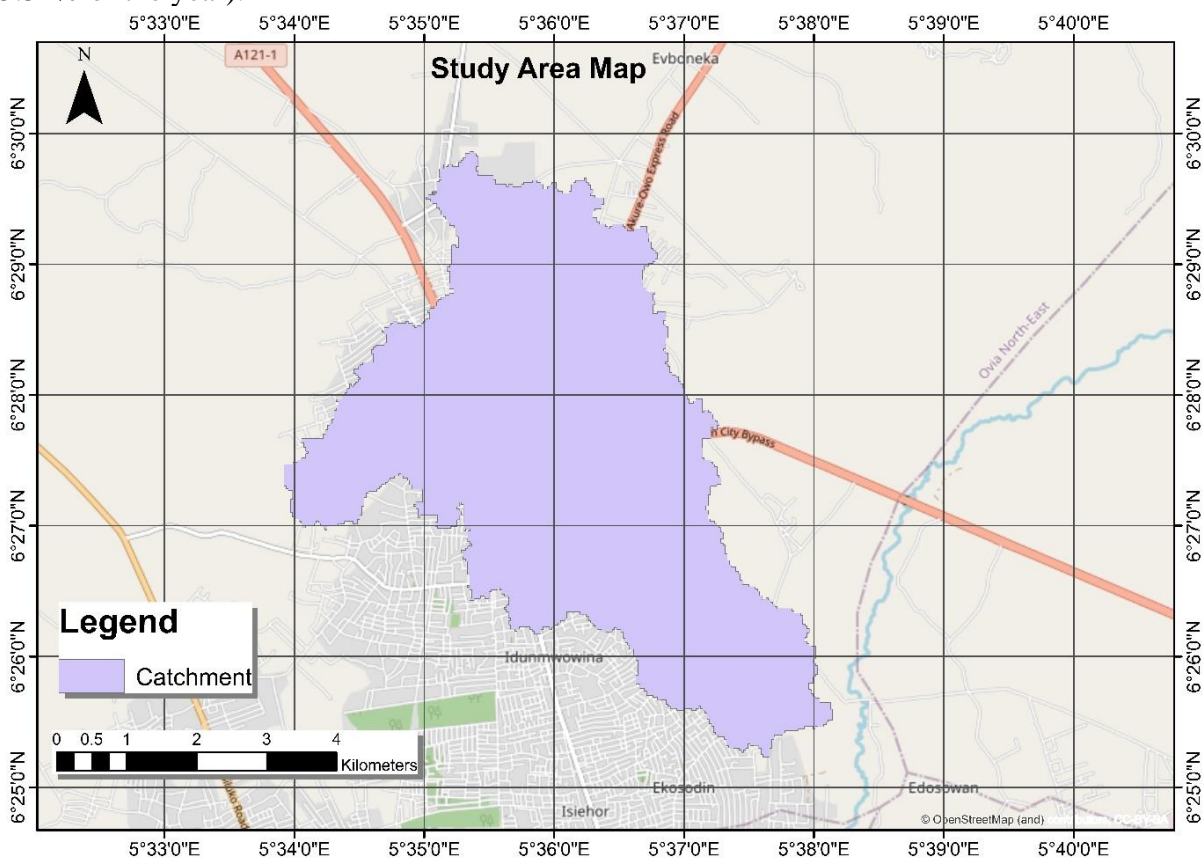 5°33'0"E 5°34'0"E 5°35'0"E 5°36'0"E 5°37'0"E 5°38'0"E 5°39'0"E 5°40'0"E
A121-1
N
Study Area Map
Evboneka
Akure-Owo Express Road
6°30'0"N 6°30'0"N
6°29'0"N 6°29'0"N
Ovia North-East
6°28'0"N 6°28'0"N
n City Bypass
6°27'0"N 6°27'0"N
Legend
Catchment
Idunmwowina
6°26'0"N 6°26'0"N
0 0.5 1 2 3 4
Kilometers
Road
Ekosodin
Edosowan
6°25'0"N 6°25'0"N
Isiehor
© OpenStreetMap (and) contributors, CC-BY-SA
5°33'0"E 5°34'0"E 5°35'0"E 5°36'0"E 5°37'0"E 5°38'0"E 5°39'0"E 5°40'0"E